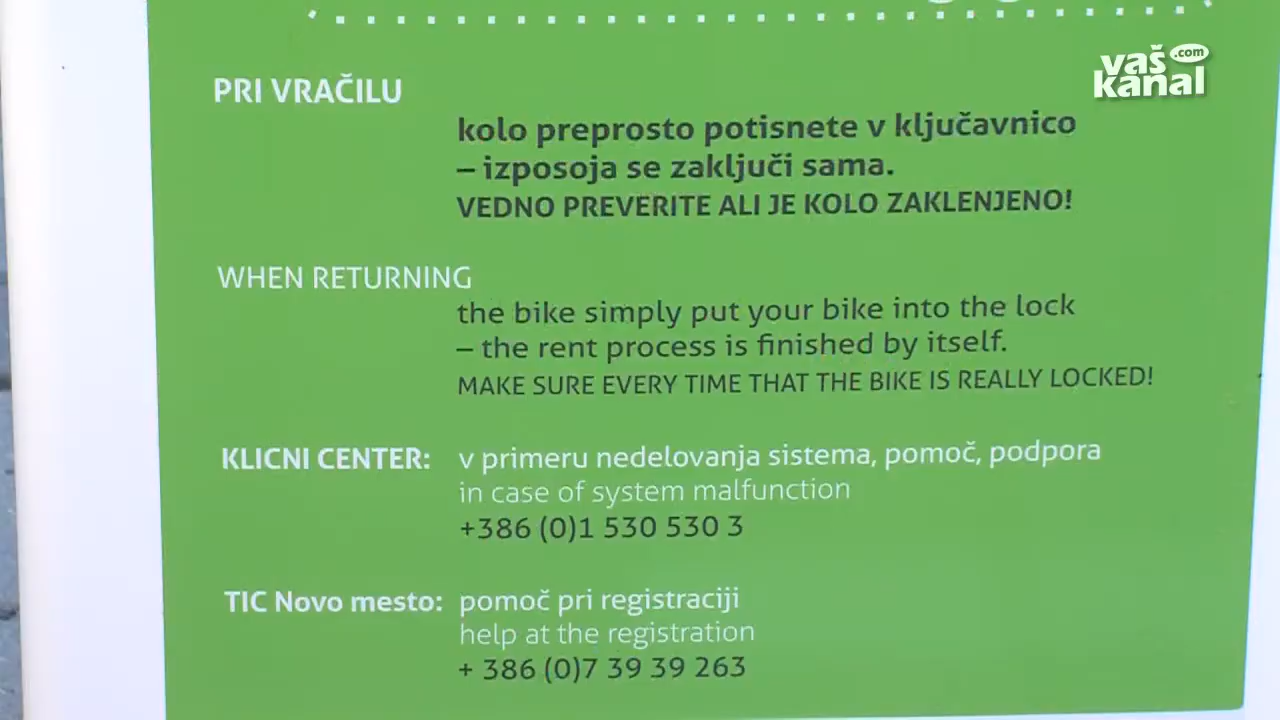 vaš
.com
kanal
PRI VRAČILU
kolo preprosto potisnete v ključavnico
– izposoja se zaključi sama.
VEDNO PREVERITE ALI JE KOLO ZAKLENJENO!
WHEN RETURNING
the bike simply put your bike into the lock
– the rent process is finished by itself.
MAKE SURE EVERY TIME THAT THE BIKE IS REALLY LOCKED!
KLICNI CENTER: v primeru nedelovanja sistema, pomoč, podpora
in case of system malfunction
+386 (0)1 530 530 3
TIC Novo mesto: pomoč pri registraciji
help at the registration
+ 386 (0)7 39 39 263